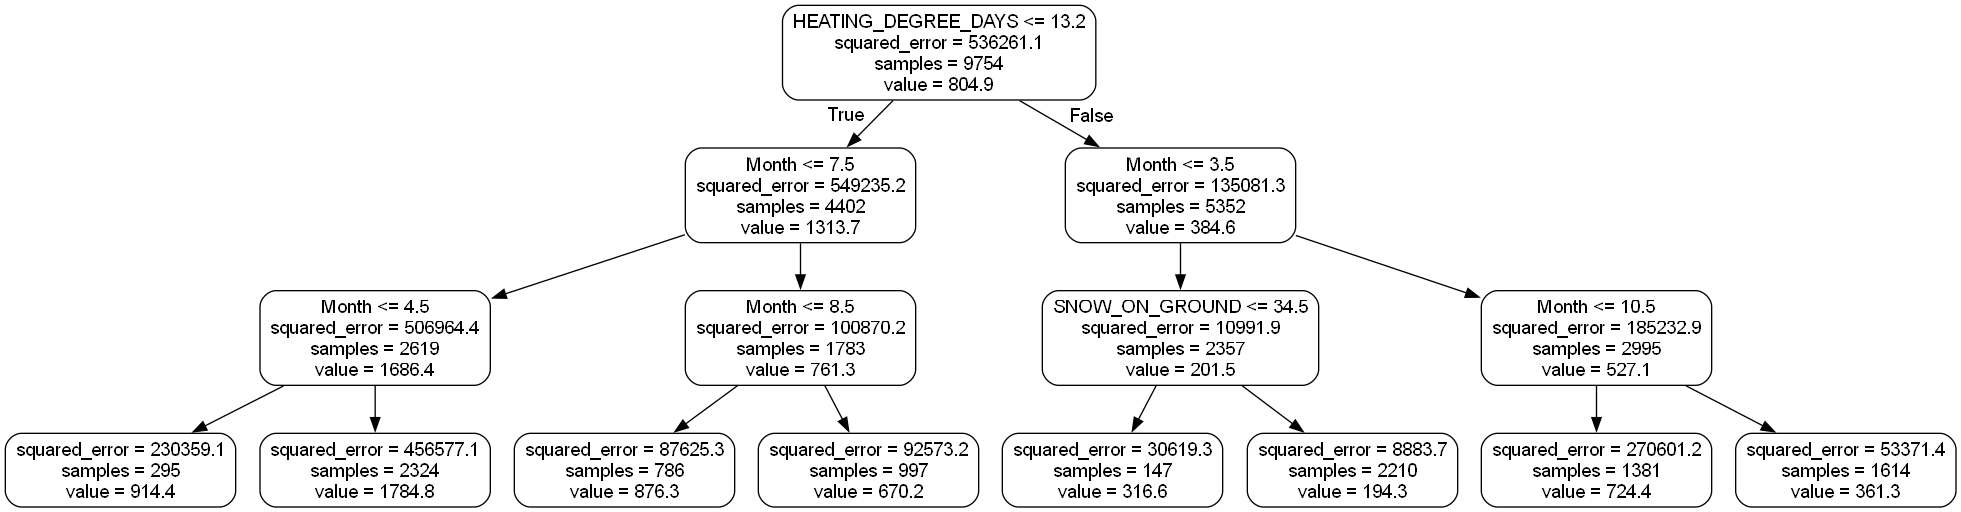 HEATING_DEGREE_DAYS <= 13.2
squared_error = 536261.1
samples = 9754
value = 804.9
True
False
Month <= 7.5
squared_error = 549235.2
samples = 4402
value = 1313.7
Month <= 3.5
squared_error = 135081.3
samples = 5352
value = 384.6
Month <= 4.5
squared_error = 506964.4
samples = 2619
value = 1686.4
Month <= 8.5
squared_error = 100870.2
samples = 1783
value = 761.3
SNOW_ON_GROUND <= 34.5
squared_error = 10991.9
samples = 2357
value = 201.5
Month <= 10.5
squared_error = 185232.9
samples = 2995
value = 527.1
squared_error = 230359.1
samples = 295
value = 914.4
squared_error = 456577.1
samples = 2324
value = 1784.8
squared_error = 87625.3
samples = 786
value = 876.3
squared_error = 92573.2
samples = 997
value = 670.2
squared_error = 30619.3
samples = 147
value = 316.6
squared_error = 8883.7
samples = 2210
value = 194.3
squared_error = 270601.2
samples = 1381
value = 724.4
squared_error = 53371.4
samples = 1614
value = 361.3